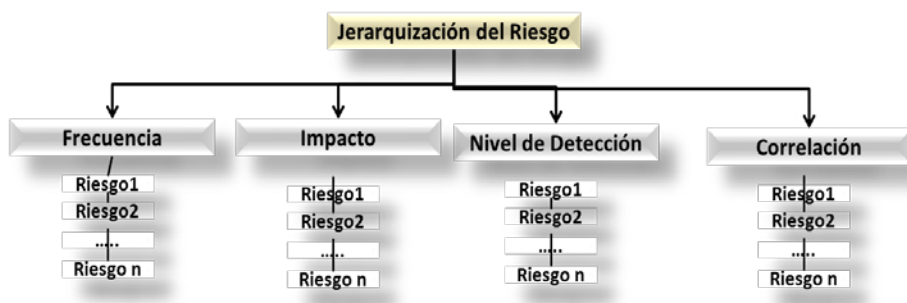 Jerarquización del Riesgo
Frecuencia
Riesgo1
Riesgo2
.....
Riesgo n
Impacto
Riesgo1
Riesgo2
.....
Riesgo n
Nivel de Detección
Riesgo1
Riesgo2
.....
Riesgo n
Correlación
Riesgo1
Riesgo2
.....
Riesgo n